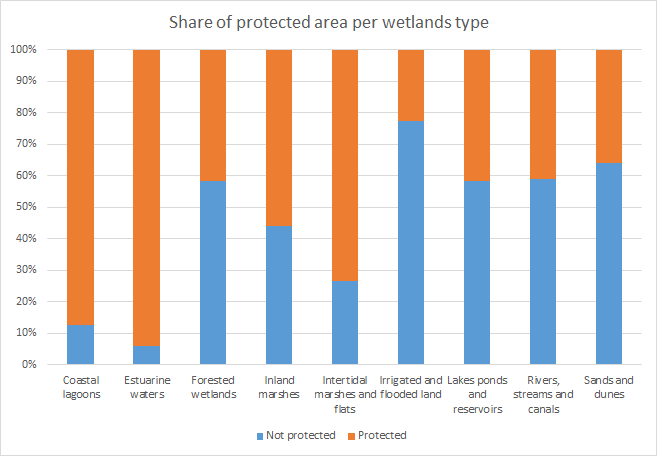 Share of protected area per wetlands type
100%
90%
80%
70%
60%
50%
40%
30%
20%
10%
0%
Coastal
lagoons
Estuarine
waters
Forested
wetlands
Inland
marshes
Intertidal
marshes and
flats
Irrigated and
flooded land
Lakes ponds
and
reservoirs
Rivers,
streams and
canals
Sands and
dunes
Not protected
Protected